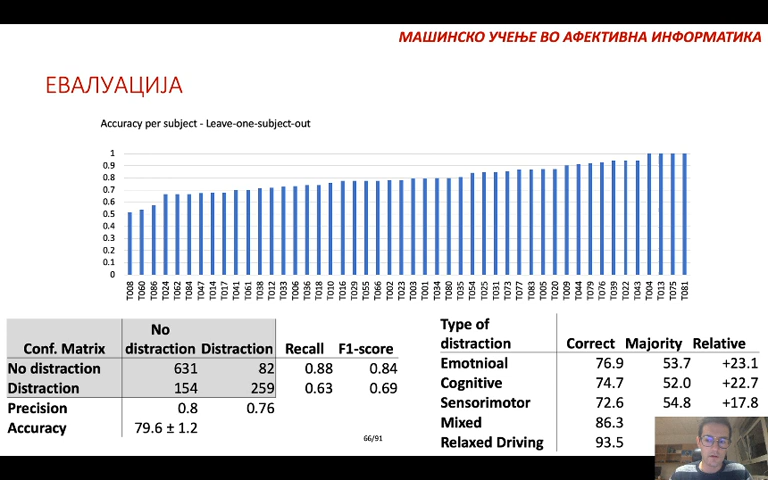 МАШИНСКО УЧЕЊЕ ВО АФЕКТИВНА ИНФОРМАТИКА
ЕВАЛУАЦИЈА
Accuracy per subject - Leave-one-subject-out
1
0.9
0.8
0.7
0.6
0.5
0.4
0.3
0.2
0.1
0
T008 T060 T086 T024 T062 T084 T047 T014 T017 T041 T061 T038 T012 T033 T006 T036 T018 T010 T016 T029 T055 T066 T002 T023 T003 T001 T034 T080 T035 T054 T025 T031 T073 T077 T083 T005 T020 T009 T044 T079 T076 T039 T022 T043 T004 T013 T075 T081
Conf. Matrix No distraction Distraction Recall F1-score
No distraction 631 82 0.88 0.84
Distraction 154 259 0.63 0.69
Precision 0.8 0.76
Accuracy 79.6 ± 1.2
Type of distraction Correct Majority Relative
Emotnioal 76.9 53.7 +23.1
Cognitive 74.7 52.0 +22.7
Sensorimotor 72.6 54.8 +17.8
Mixed 86.3
Relaxed Driving 93.5
66/91